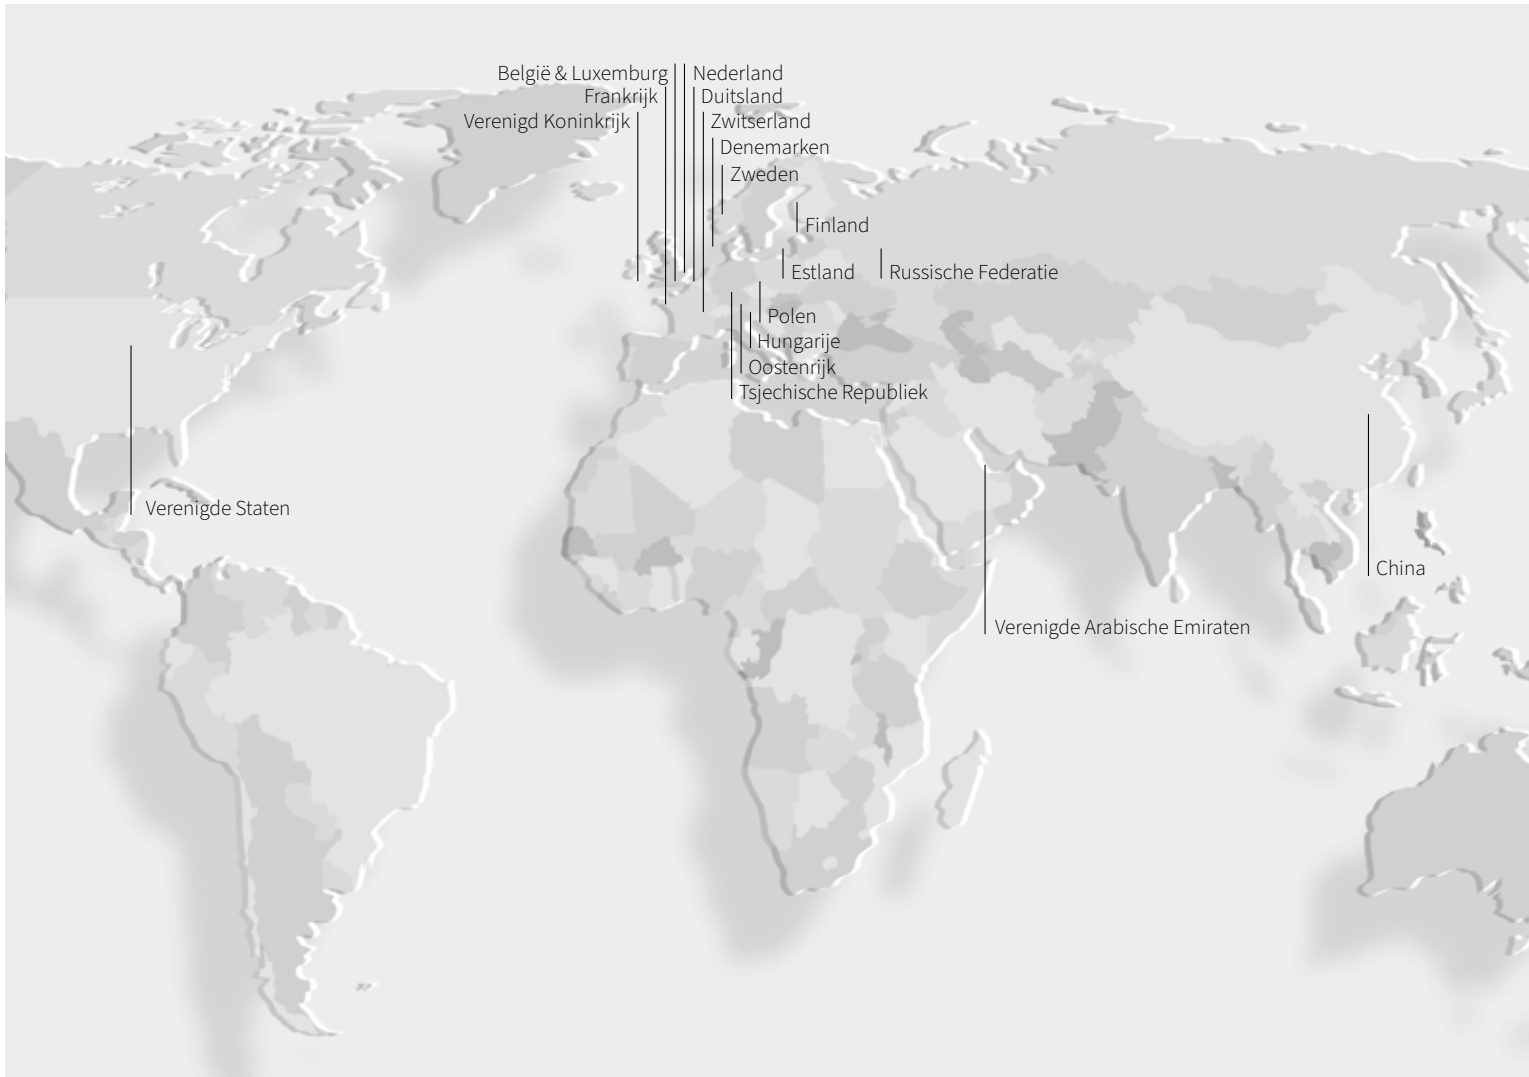 België & Luxemburg
Nederland
Frankrijk
Duitsland
Verenigd Koninkrijk
Zwitserland
Denemarken
Zweden
Finland
Estland
Russische Federatie
Polen
Hungarije
Oostenrijk
Tsjechische Republiek
Verenigde Staten
China
Verenigde Arabische Emiraten